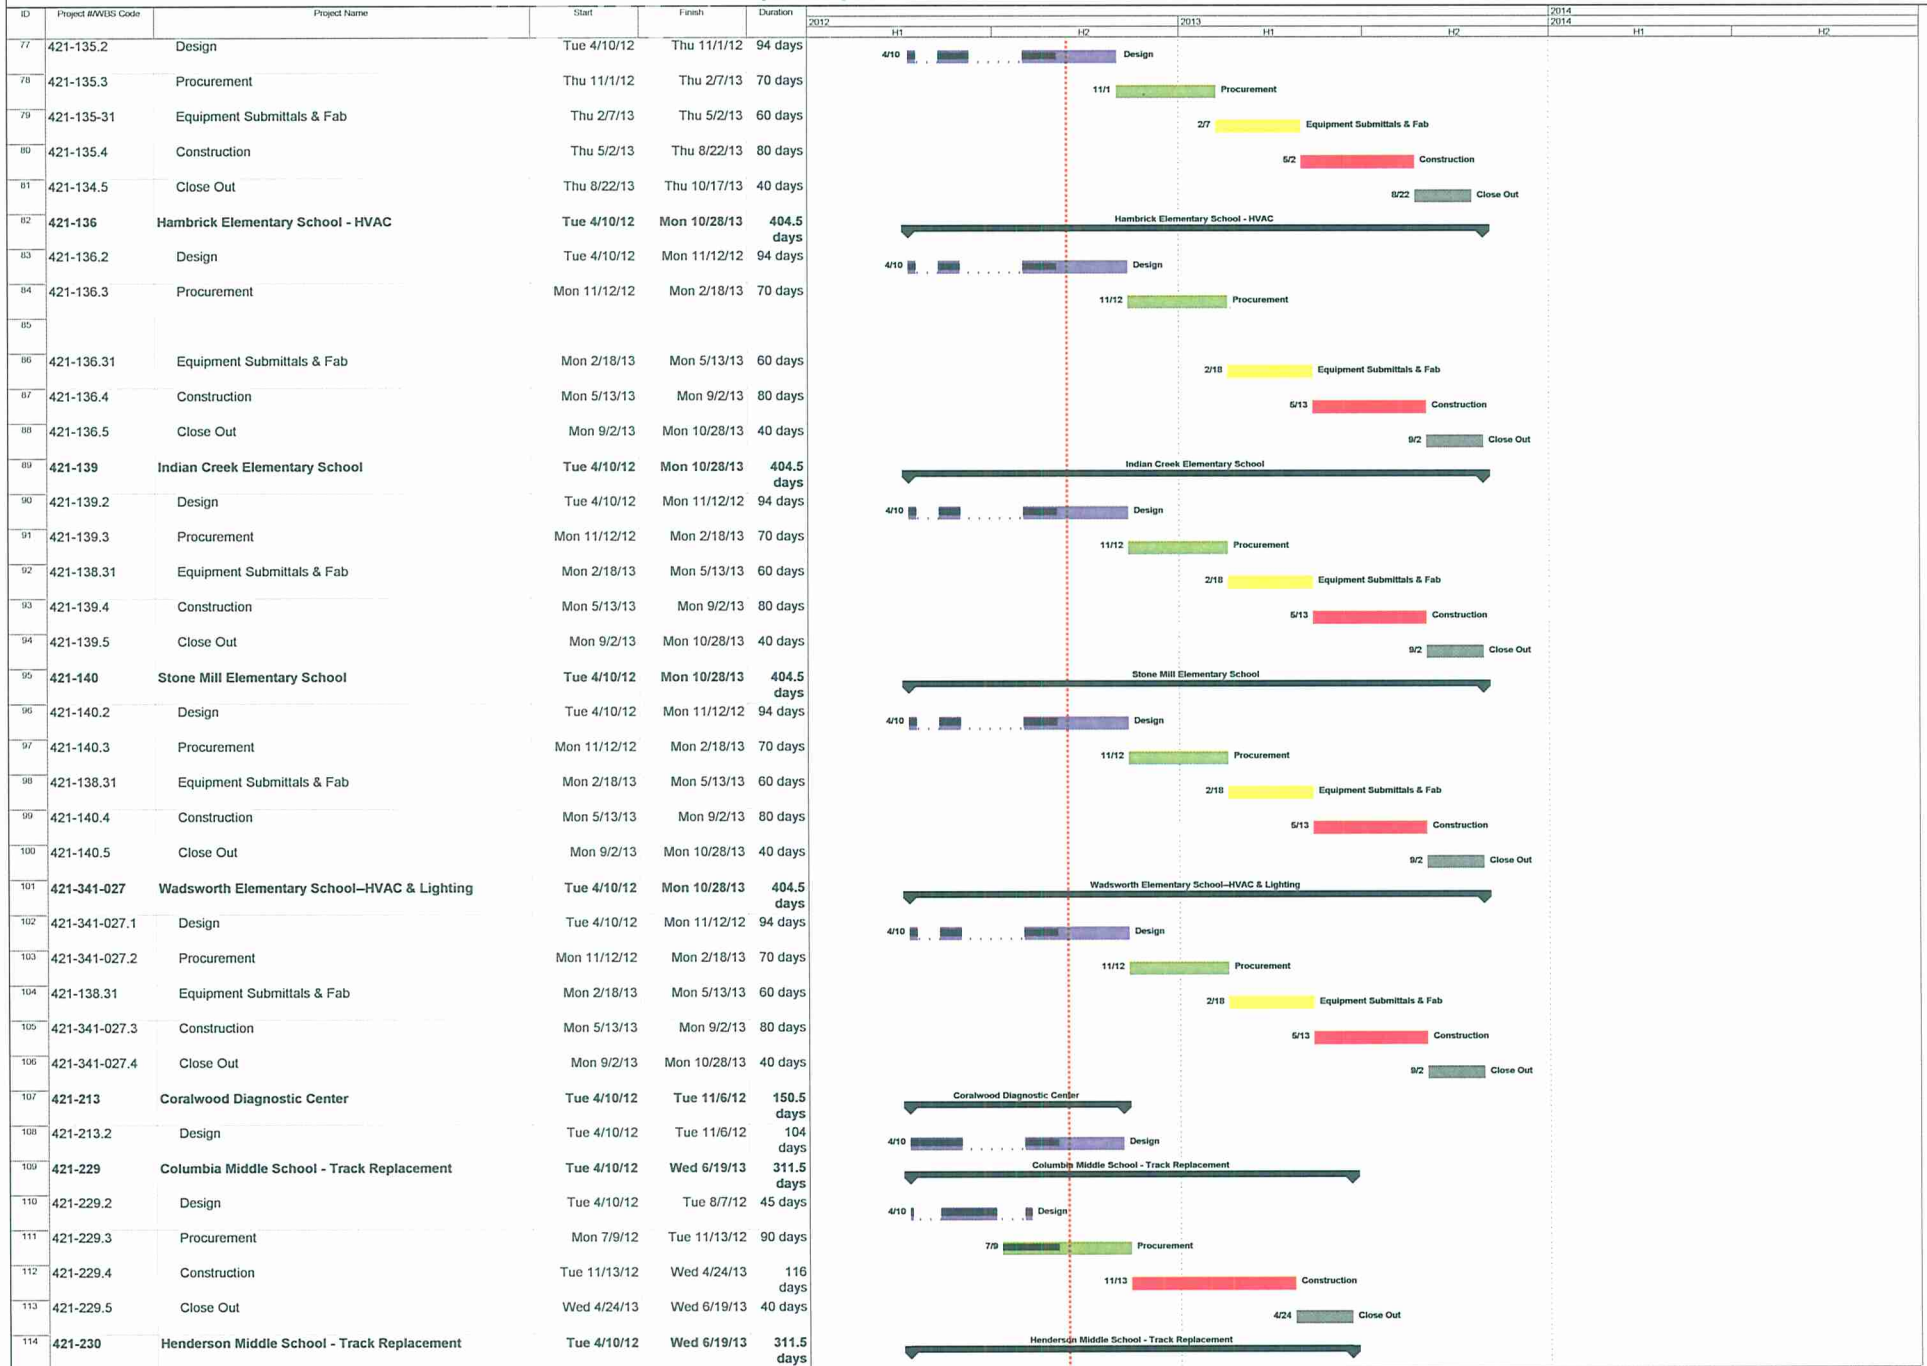 ID Project #/WBS Code Project Name Start Finish Duration 2012 H1 H2 2013 H1 H2 2014 2014 H1 H2
77 421-135.2 Design Tue 4/10/12 Thu 11/1/12 94 days 4/10 Design
78 421-135.3 Procurement Thu 11/1/12 Thu 2/7/13 70 days 11/1 Procurement
79 421-135-31 Equipment Submittals & Fab Thu 2/7/13 Thu 5/2/13 60 days 2/7 Equipment Submittals & Fab
80 421-135.4 Construction Thu 5/2/13 Thu 8/22/13 80 days 5/2 Construction
81 421-134.5 Close Out Thu 8/22/13 Thu 10/17/13 40 days 8/22 Close Out
82 421-136 Hambrick Elementary School - HVAC Tue 4/10/12 Mon 10/28/13 404.5 days Hambrick Elementary School - HVAC
83 421-136.2 Design Tue 4/10/12 Mon 11/12/12 94 days 4/10 Design
84 421-136.3 Procurement Mon 11/12/12 Mon 2/18/13 70 days 11/12 Procurement
85
86 421-136.31 Equipment Submittals & Fab Mon 2/18/13 Mon 5/13/13 60 days 2/18 Equipment Submittals & Fab
87 421-136.4 Construction Mon 5/13/13 Mon 9/2/13 80 days 5/13 Construction
88 421-136.5 Close Out Mon 9/2/13 Mon 10/28/13 40 days 9/2 Close Out
89 421-139 Indian Creek Elementary School Tue 4/10/12 Mon 10/28/13 404.5 days Indian Creek Elementary School
90 421-139.2 Design Tue 4/10/12 Mon 11/12/12 94 days 4/10 Design
91 421-139.3 Procurement Mon 11/12/12 Mon 2/18/13 70 days 11/12 Procurement
92 421-138.31 Equipment Submittals & Fab Mon 2/18/13 Mon 5/13/13 60 days 2/18 Equipment Submittals & Fab
93 421-139.4 Construction Mon 5/13/13 Mon 9/2/13 80 days 5/13 Construction
94 421-139.5 Close Out Mon 9/2/13 Mon 10/28/13 40 days 9/2 Close Out
95 421-140 Stone Mill Elementary School Tue 4/10/12 Mon 10/28/13 404.5 days Stone Mill Elementary School
96 421-140.2 Design Tue 4/10/12 Mon 11/12/12 94 days 4/10 Design
97 421-140.3 Procurement Mon 11/12/12 Mon 2/18/13 70 days 11/12 Procurement
98 421-138.31 Equipment Submittals & Fab Mon 2/18/13 Mon 5/13/13 60 days 2/18 Equipment Submittals & Fab
99 421-140.4 Construction Mon 5/13/13 Mon 9/2/13 80 days 5/13 Construction
100 421-140.5 Close Out Mon 9/2/13 Mon 10/28/13 40 days 9/2 Close Out
101 421-341-027 Wadsworth Elementary School--HVAC & Lighting Tue 4/10/12 Mon 10/28/13 404.5 days Wadsworth Elementary School--HVAC & Lighting
102 421-341-027.1 Design Tue 4/10/12 Mon 11/12/12 94 days 4/10 Design
103 421-341-027.2 Procurement Mon 11/12/12 Mon 2/18/13 70 days 11/12 Procurement
104 421-138.31 Equipment Submittals & Fab Mon 2/18/13 Mon 5/13/13 60 days 2/18 Equipment Submittals & Fab
105 421-341-027.3 Construction Mon 5/13/13 Mon 9/2/13 80 days 5/13 Construction
106 421-341-027.4 Close Out Mon 9/2/13 Mon 10/28/13 40 days 9/2 Close Out
107 421-213 Coralwood Diagnostic Center Tue 4/10/12 Tue 11/6/12 150.5 days Coralwood Diagnostic Center
108 421-213.2 Design Tue 4/10/12 Tue 11/6/12 104 days 4/10 Design
109 421-229 Columbia Middle School - Track Replacement Tue 4/10/12 Wed 6/19/13 311.5 days Columbia Middle School - Track Replacement
110 421-229.2 Design Tue 4/10/12 Tue 8/7/12 45 days 4/10 Design
111 421-229.3 Procurement Mon 7/9/12 Tue 11/13/12 90 days 7/9 Procurement
112 421-229.4 Construction Tue 11/13/12 Wed 4/24/13 116 days 11/13 Construction
113 421-229.5 Close Out Wed 4/24/13 Wed 6/19/13 40 days 4/24 Close Out
114 421-230 Henderson Middle School - Track Replacement Tue 4/10/12 Wed 6/19/13 311.5 days Henderson Middle School - Track Replacement